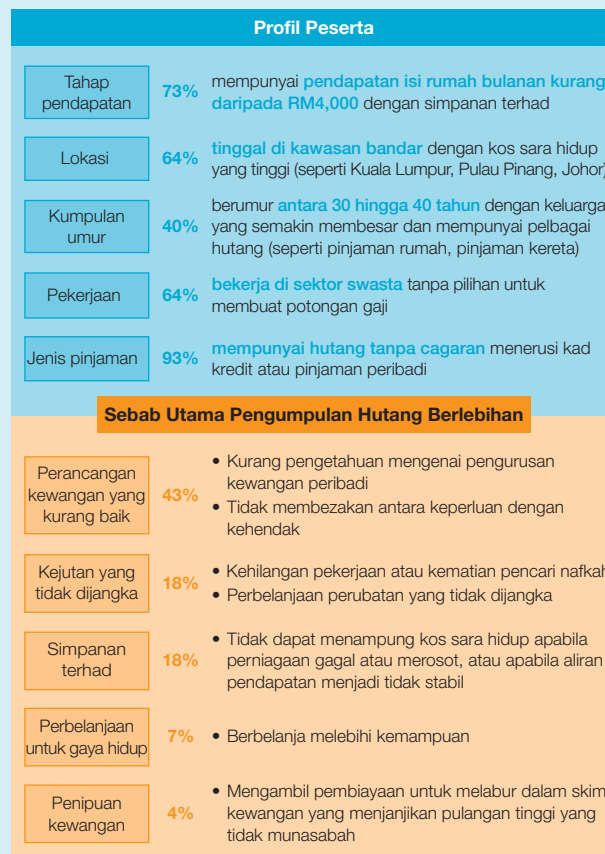 Profil Peserta
Tahap
pendapatan
73%
mempunyai pendapatan isi rumah bulanan kurang
daripada RM4,000 dengan simpanan terhad
Lokasi
64%
tinggal di kawasan bandar dengan kos sara hidup
yang tinggi (seperti Kuala Lumpur, Pulau Pinang, Johor)
Kumpulan
umur
40%
berumur antara 30 hingga 40 tahun dengan keluarga
yang semakin membesar dan mempunyai pelbagai
hutang (seperti pinjaman rumah, pinjaman kereta)
Pekerjaan
64%
bekerja di sektor swasta tanpa pilihan untuk
membuat potongan gaji
Jenis pinjaman
93%
mempunyai hutang tanpa cagaran menerusi kad
kredit atau pinjaman peribadi
Sebab Utama Pengumpulan Hutang Berlebihan
Perancangan
kewangan yang
kurang baik
43%
• Kurang pengetahuan mengenai pengurusan
kewangan peribadi
• Tidak membezakan antara keperluan dengan
kehendak
Kejutan yang
tidak dijangka
18%
• Kehilangan pekerjaan atau kematian pencari nafkah
• Perbelanjaan perubatan yang tidak dijangka
Simpanan
terhad
18%
• Tidak dapat menampung kos sara hidup apabila
perniagaan gagal atau merosot, atau apabila aliran
pendapatan menjadi tidak stabil
Perbelanjaan
untuk gaya hidup
7%
• Berbelanja melebihi kemampuan
Penipuan
kewangan
4%
• Mengambil pembiayaan untuk melabur dalam skim
kewangan yang menjanjikan pulangan tinggi yang
tidak munasabah